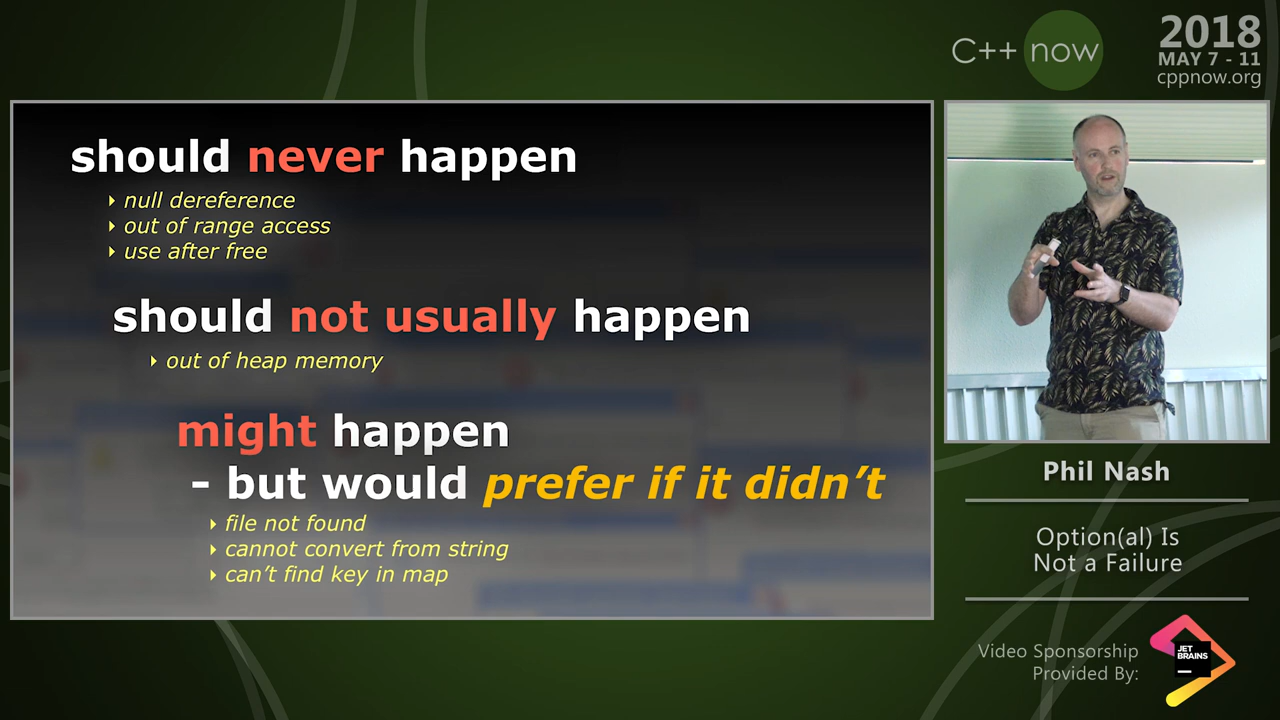 C++ now
2018
MAY 7 - 11
cppnow.org
should never happen
null dereference
out of range access
use after free
should not usually happen
out of heap memory
might happen
- but would prefer if it didn’t
file not found
cannot convert from string
can’t find key in map
Phil Nash
Option(al) Is
Not a Failure
Video Sponsorship
Provided By:
JET
BRAINS